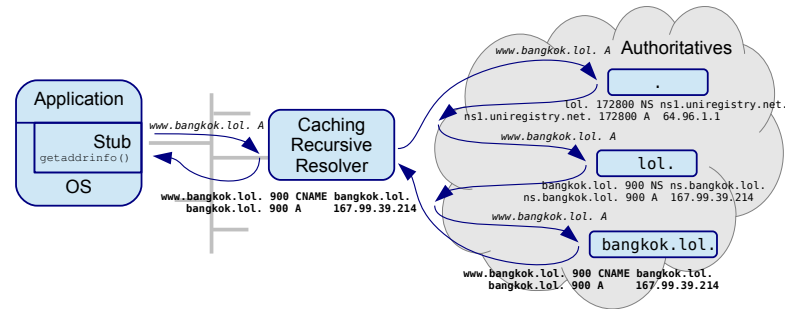 Application
Stub
getaddrinfo()
OS
www.bangkok.lol. A
Caching
Recursive
Resolver
www.bangkok.lol. 900 CNAME bangkok.lol.
bangkok.lol. 900 A 167.99.39.214
Authoritatives
www.bangkok.lol. A
.
lol. 172800 NS ns1.uniregistry.net.
ns1.uniregistry.net. 172800 A 64.96.1.1
www.bangkok.lol. A
lol.
bangkok.lol. 900 NS ns.bangkok.lol.
ns.bangkok.lol. 900 A 167.99.39.214
www.bangkok.lol. A
bangkok.lol.
www.bangkok.lol. 900 CNAME bangkok.lol.
bangkok.lol. 900 A 167.99.39.214